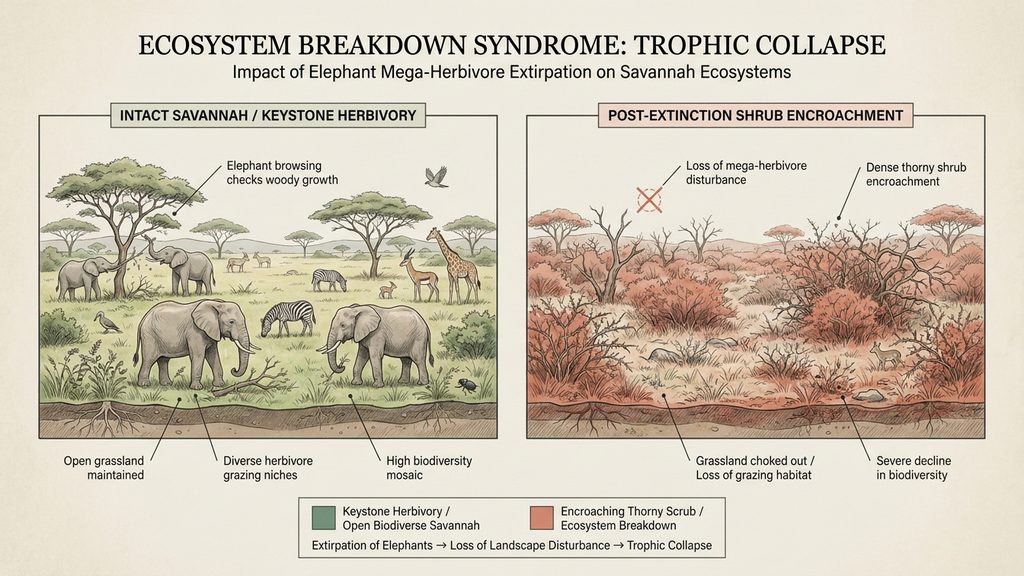 ECOSYSTEM BREAKDOWN SYNDROME: TROPHIC COLLAPSE
Impact of Elephant Mega-Herbivore Extirpation on Savannah Ecosystems
INTACT SAVANNAH / KEYSTONE HERBIVORY
Elephant browsing
checks woody growth
Open grassland
maintained
Diverse herbivore
grazing niches
High biodiversity
mosaic
POST-EXTINCTION SHRUB ENCROACHMENT
Loss of mega-herbivore
disturbance
Dense thorny shrub
encroachment
Grassland choked out /
Loss of grazing habitat
Severe decline
in biodiversity
Keystone Herbivory /
Open Biodiverse Savannah
Encroaching Thorny Scrub /
Ecosystem Breakdown
Extirpation of Elephants → Loss of Landscape Disturbance → Trophic Collapse